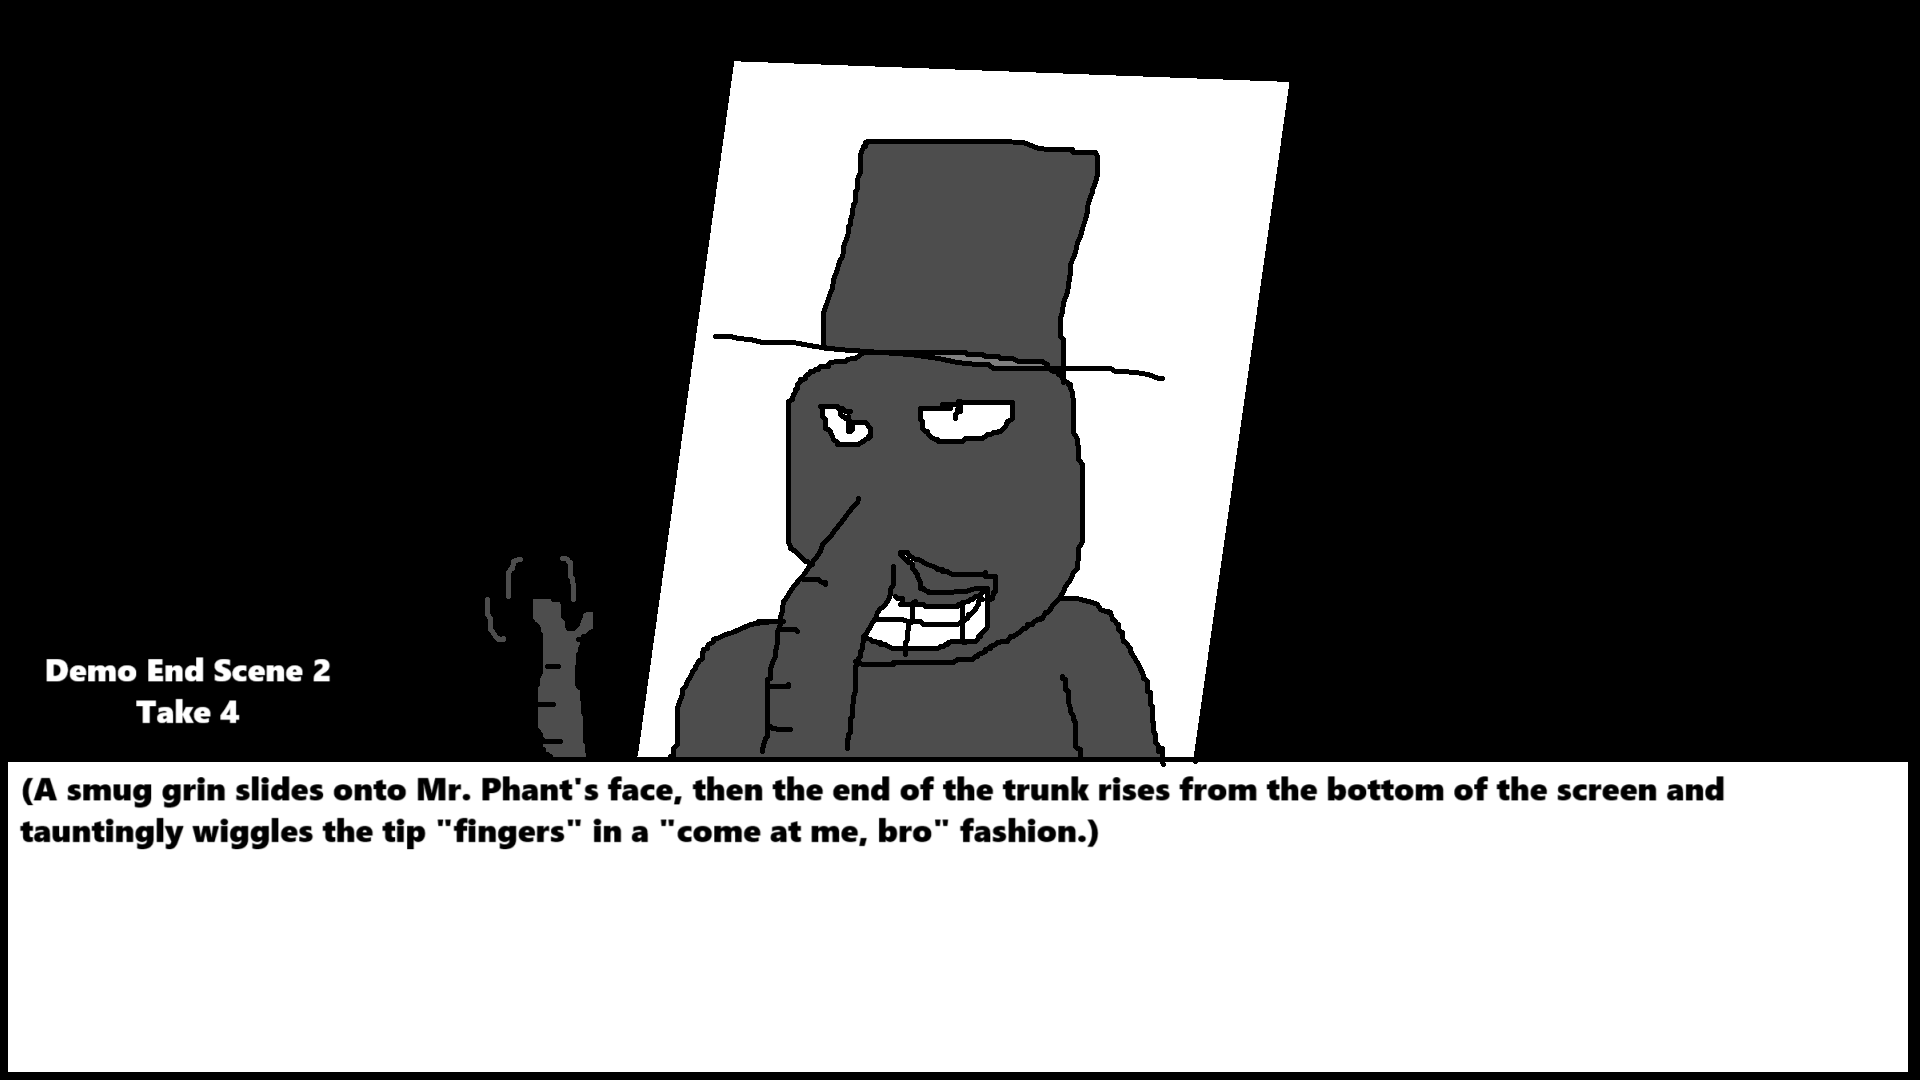 Demo End Scene 2
Take 4
(A smug grin slides onto Mr. Phant's face, then the end of the trunk rises from the bottom of the screen and
tauntingly wiggles the tip "fingers" in a "come at me, bro" fashion.)